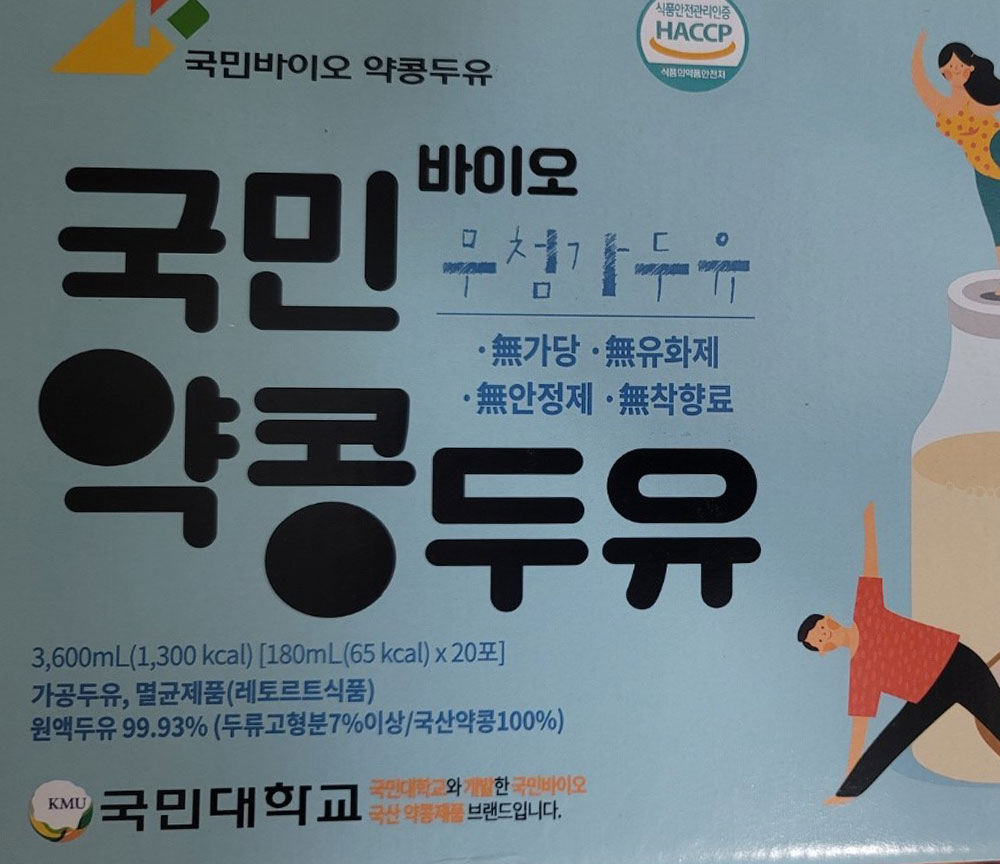 국민바이오 약콩두유
식품안전관리인증
HACCP
식품의약품안전처
국민 바이오
무첨가두유
·無가당 ·無유화제
·無안정제 ·無착향료
약콩두유
3,600mL(1,300 kcal) [180mL(65 kcal) x 20포]
가공두유, 멸균제품(레토르트식품)
원액두유 99.93% (두류고형분7%이상/국산약콩100%)
KMU 국민대학교
국민대학교와 개발한 국민바이오
국산 약콩제품 브랜드입니다.